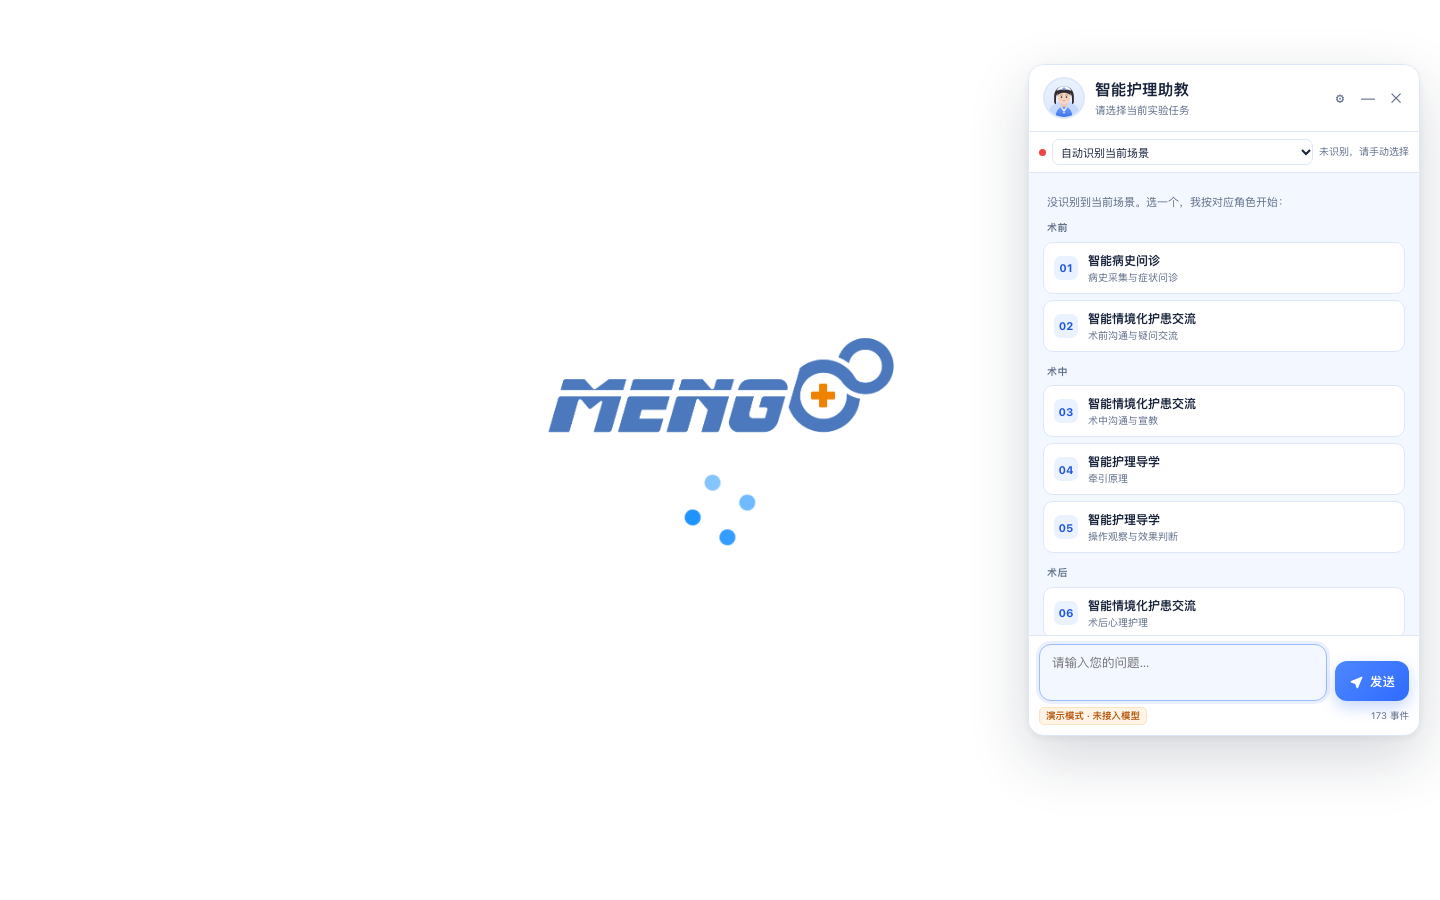 MENGO
智能护理助教
请选择当前实验任务
自动识别当前场景
未识别，请手动选择
没识别到当前场景。选一个，我按对应角色开始：
术前
01
智能病史问诊
病史采集与症状问诊
02
智能情境化护患交流
术前沟通与疑问交流
术中
03
智能情境化护患交流
术中沟通与宣教
04
智能护理导学
牵引原理
05
智能护理导学
操作观察与效果判断
术后
06
智能情境化护患交流
术后心理护理
请输入您的问题...
发送
演示模式 · 未接入模型
173 事件